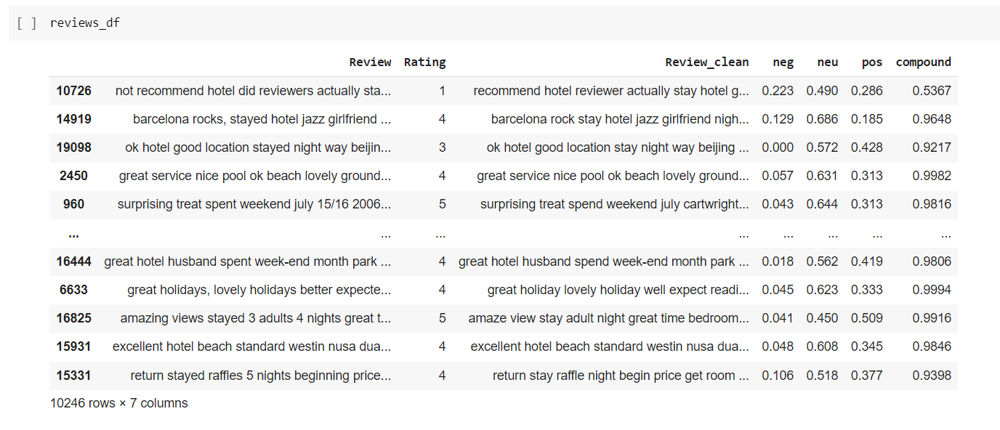 [ ] reviews_df
Review Rating Review_clean neg neu pos compound
10726 not recommend hotel did reviewers actually sta... 1 recommend hotel reviewer actually stay hotel g... 0.223 0.490 0.286 0.5367
14919 barcelona rocks, stayed hotel jazz girlfriend ... 4 barcelona rock stay hotel jazz girlfriend nigh... 0.129 0.686 0.185 0.9648
19098 ok hotel good location stayed night way beijin... 3 ok hotel good location stay night way beijing ... 0.000 0.572 0.428 0.9217
2450 great service nice pool ok beach lovely ground... 4 great service nice pool ok beach lovely ground... 0.057 0.631 0.313 0.9982
960 surprising treat spent weekend july 15/16 2006... 5 surprising treat spend weekend july cartwright... 0.043 0.644 0.313 0.9816
... ... ... ... ... ... ... ...
16444 great hotel husband spent week-end month park ... 4 great hotel husband spend week-end month park ... 0.018 0.562 0.419 0.9806
6633 great holidays, lovely holidays better expecte... 4 great holiday lovely holiday well expect readi... 0.045 0.623 0.333 0.9994
16825 amazing views stayed 3 adults 4 nights great t... 5 amaze view stay adult night great time bedroom... 0.041 0.450 0.509 0.9916
15931 excellent hotel beach standard westin nusa dua... 4 excellent hotel beach standard westin nusa dua... 0.048 0.608 0.345 0.9846
15331 return stayed raffles 5 nights beginning price... 4 return stay raffle night begin price get room ... 0.106 0.518 0.377 0.9398
10246 rows × 7 columns